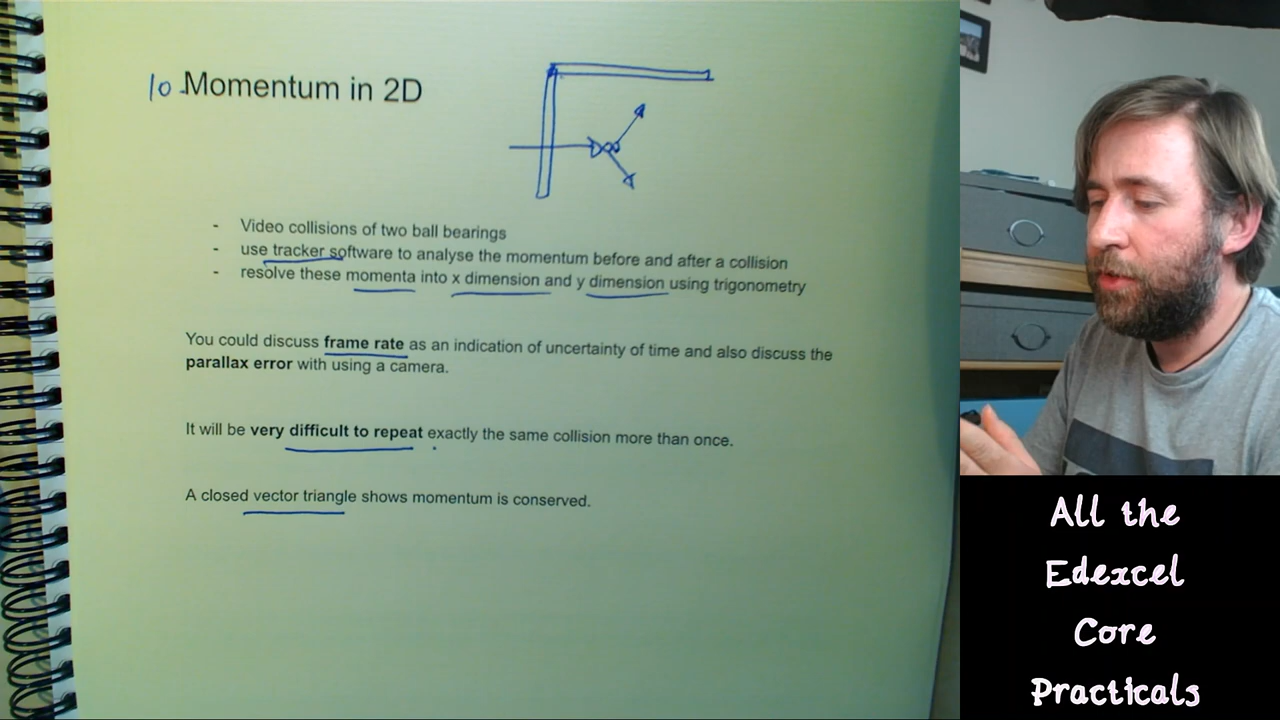 10. Momentum in 2D
- Video collisions of two ball bearings
- use tracker software to analyse the momentum before and after a collision
- resolve these momenta into x dimension and y dimension using trigonometry
You could discuss frame rate as an indication of uncertainty of time and also discuss the
parallax error with using a camera.
It will be very difficult to repeat exactly the same collision more than once.
A closed vector triangle shows momentum is conserved.
All the
Edexcel
Core
Practicals